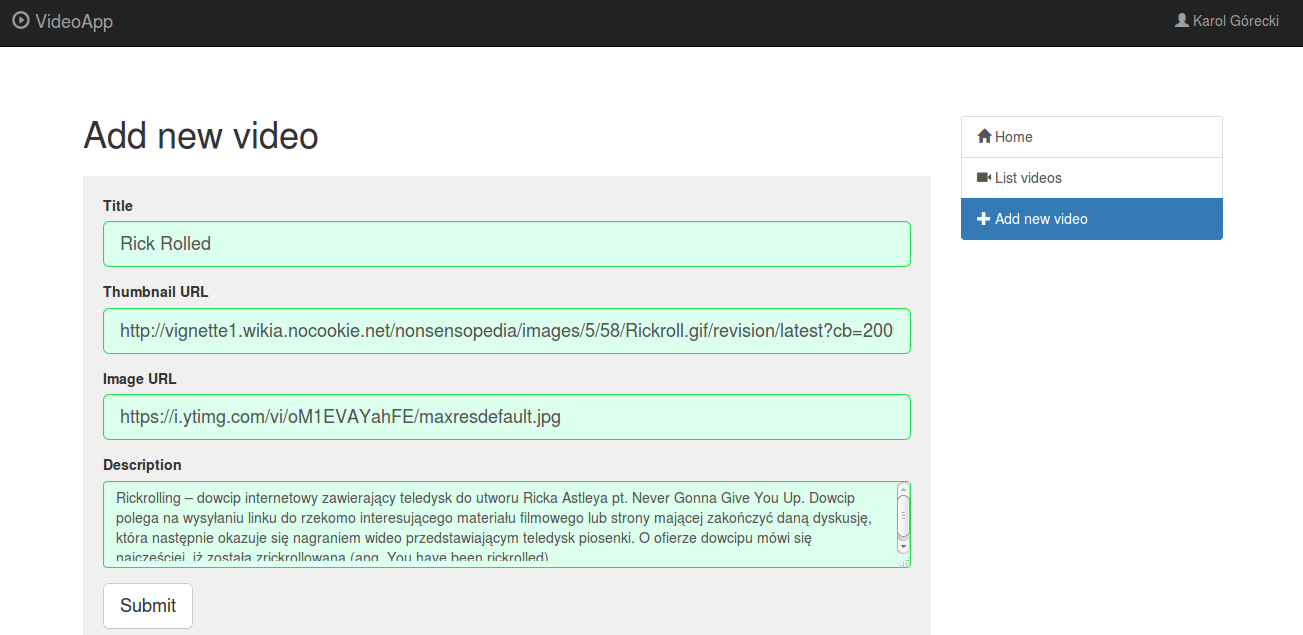 VideoApp
Karol Górecki
Add new video
Title
Rick Rolled
Thumbnail URL
http://vignette1.wikia.nocookie.net/nonsensopedia/images/5/58/Rickroll.gif/revision/latest?cb=200
Image URL
https://i.ytimg.com/vi/oM1EVAYahFE/maxresdefault.jpg
Description
Rickrolling – dowcip internetowy zawierający teledysk do utworu Ricka Astleya pt. Never Gonna Give You Up. Dowcip
polega na wysyłaniu linku do rzekomo interesującego materiału filmowego lub strony mającej zakończyć daną dyskusję,
która następnie okazuje się nagraniem wideo przedstawiającym teledysk piosenki. O ofierze dowcipu mówi się
najczęściej, iż została zrickrollowana (ang. You have been rickrolled)
Submit
Home
List videos
Add new video